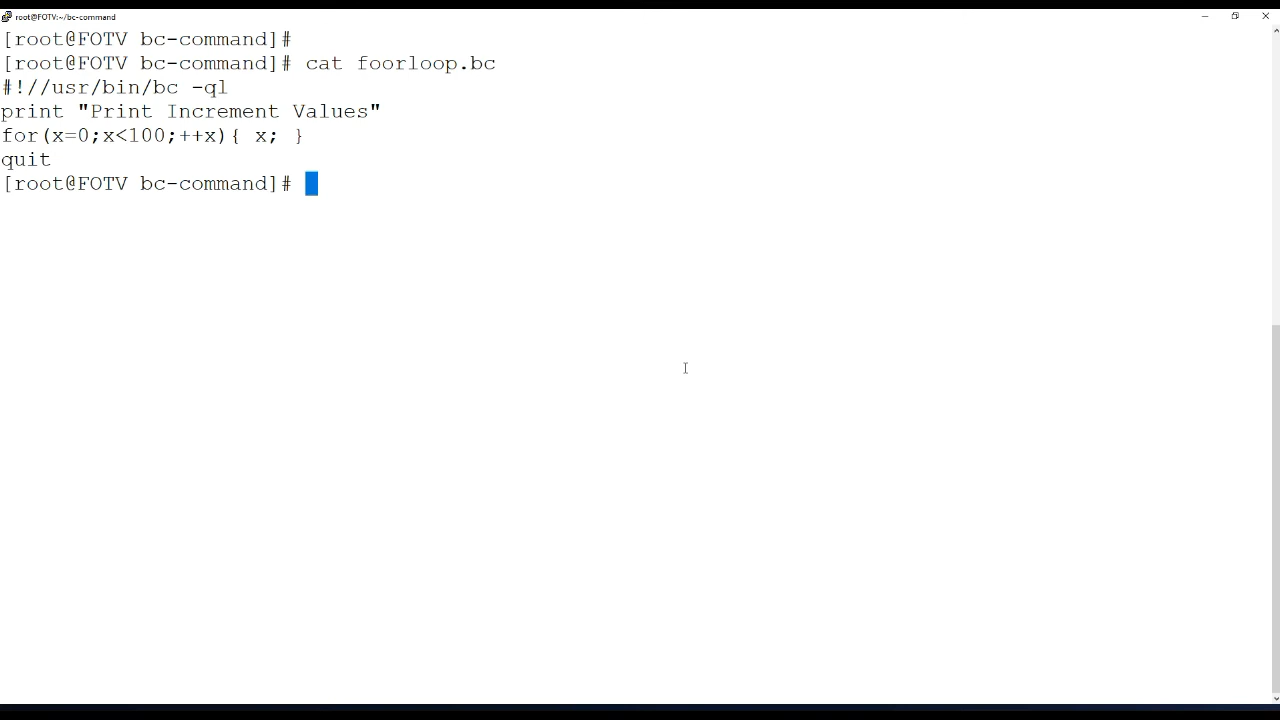 root@FOTV:~/bc-command
[root@FOTV bc-command]#
[root@FOTV bc-command]# cat foorloop.bc
#!//usr/bin/bc -ql
print "Print Increment Values"
for(x=0;x<100;++x){ x; }
quit
[root@FOTV bc-command]#